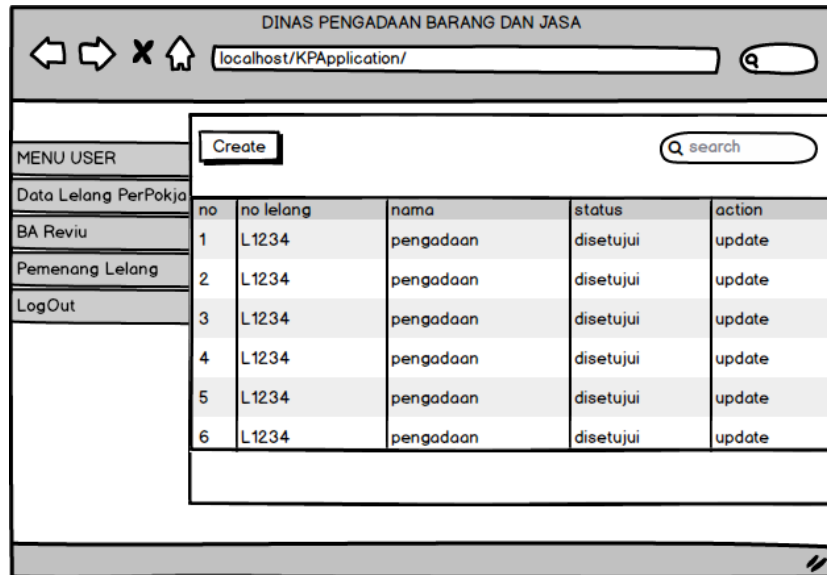 DINAS PENGADAAN BARANG DAN JASA
localhost/KPApplication/
MENU USER
Data Lelang PerPokja
BA Reviu
Pemenang Lelang
LogOut
Create
search
no no lelang nama status action
1 L1234 pengadaan disetujui update
2 L1234 pengadaan disetujui update
3 L1234 pengadaan disetujui update
4 L1234 pengadaan disetujui update
5 L1234 pengadaan disetujui update
6 L1234 pengadaan disetujui update